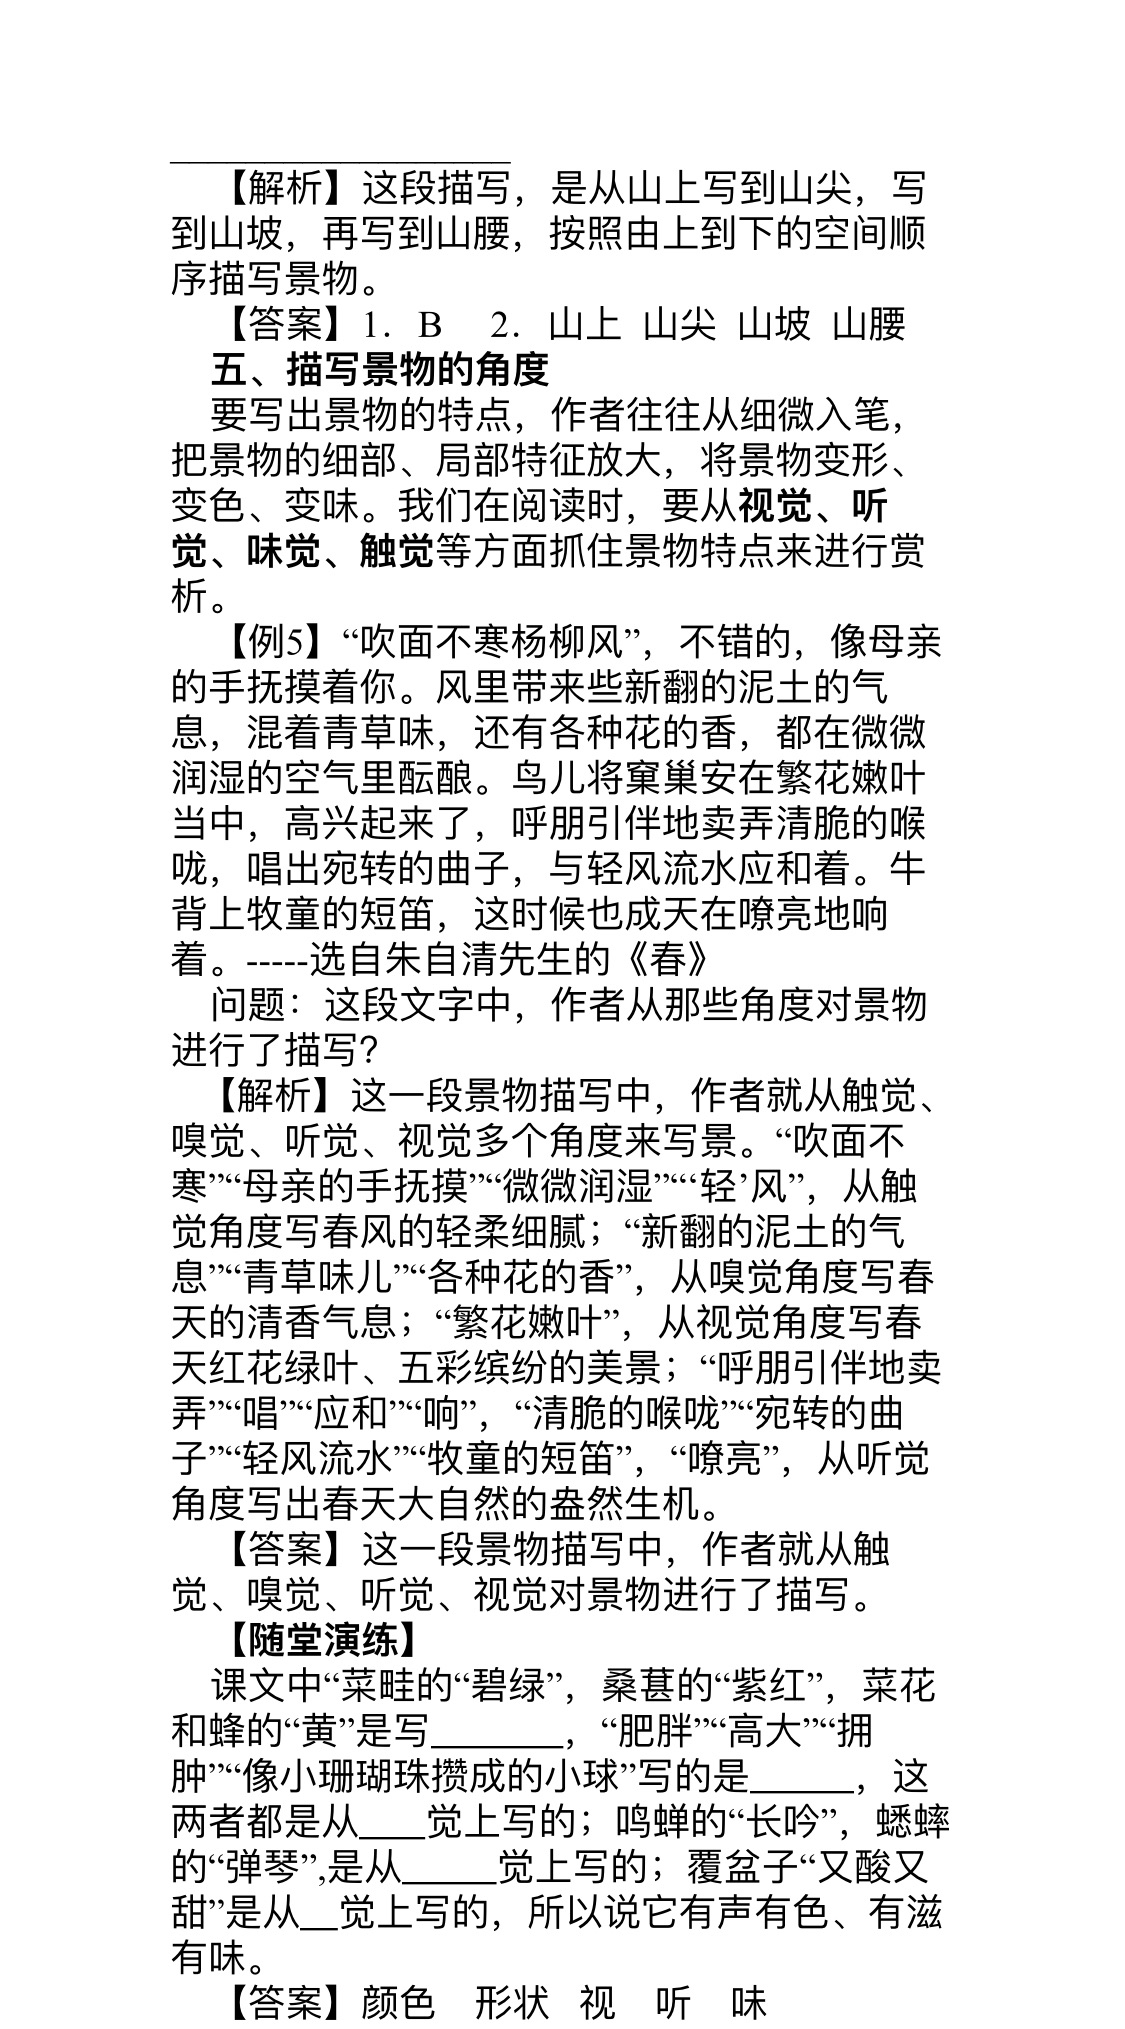 __________________
【解析】这段描写，是从山上写到山尖，写
到山坡，再写到山腰，按照由上到下的空间顺
序描写景物。
【答案】1．B　2．山上 山尖 山坡 山腰
五、描写景物的角度
要写出景物的特点，作者往往从细微入笔，
把景物的细部、局部特征放大，将景物变形、
变色、变味。我们在阅读时，要从视觉、听
觉、味觉、触觉等方面抓住景物特点来进行赏
析。
【例5】“吹面不寒杨柳风”，不错的，像母亲
的手抚摸着你。风里带来些新翻的泥土的气
息，混着青草味，还有各种花的香，都在微微
润湿的空气里酝酿。鸟儿将窠巢安在繁花嫩叶
当中，高兴起来了，呼朋引伴地卖弄清脆的喉
咙，唱出宛转的曲子，与轻风流水应和着。牛
背上牧童的短笛，这时候也成天在嘹亮地响
着。-----选自朱自清先生的《春》
问题：这段文字中，作者从那些角度对景物
进行了描写？
【解析】这一段景物描写中，作者就从触觉、
嗅觉、听觉、视觉多个角度来写景。“吹面不
寒”“母亲的手抚摸”“微微润湿”“‘轻’风”，从触
觉角度写春风的轻柔细腻；“新翻的泥土的气
息”“青草味儿”“各种花的香”，从嗅觉角度写春
天的清香气息；“繁花嫩叶”，从视觉角度写春
天红花绿叶、五彩缤纷的美景；“呼朋引伴地卖
弄”“唱”“应和”“响”，“清脆的喉咙”“宛转的曲
子”“轻风流水”“牧童的短笛”，“嘹亮”，从听觉
角度写出春天大自然的盎然生机。
【答案】这一段景物描写中，作者就从触
觉、嗅觉、听觉、视觉对景物进行了描写。
【随堂演练】
课文中“菜畦的“碧绿”，桑葚的“紫红”，菜花
和蜂的“黄”是写_______，“肥胖”“高大”“拥
肿”“像小珊瑚珠攒成的小球”写的是______，这
两者都是从____觉上写的；鸣蝉的“长吟”，蟋蟀
的“弹琴”,是从_____觉上写的；覆盆子“又酸又
甜”是从__觉上写的，所以说它有声有色、有滋
有味。
【答案】颜色　形状　视　听　味